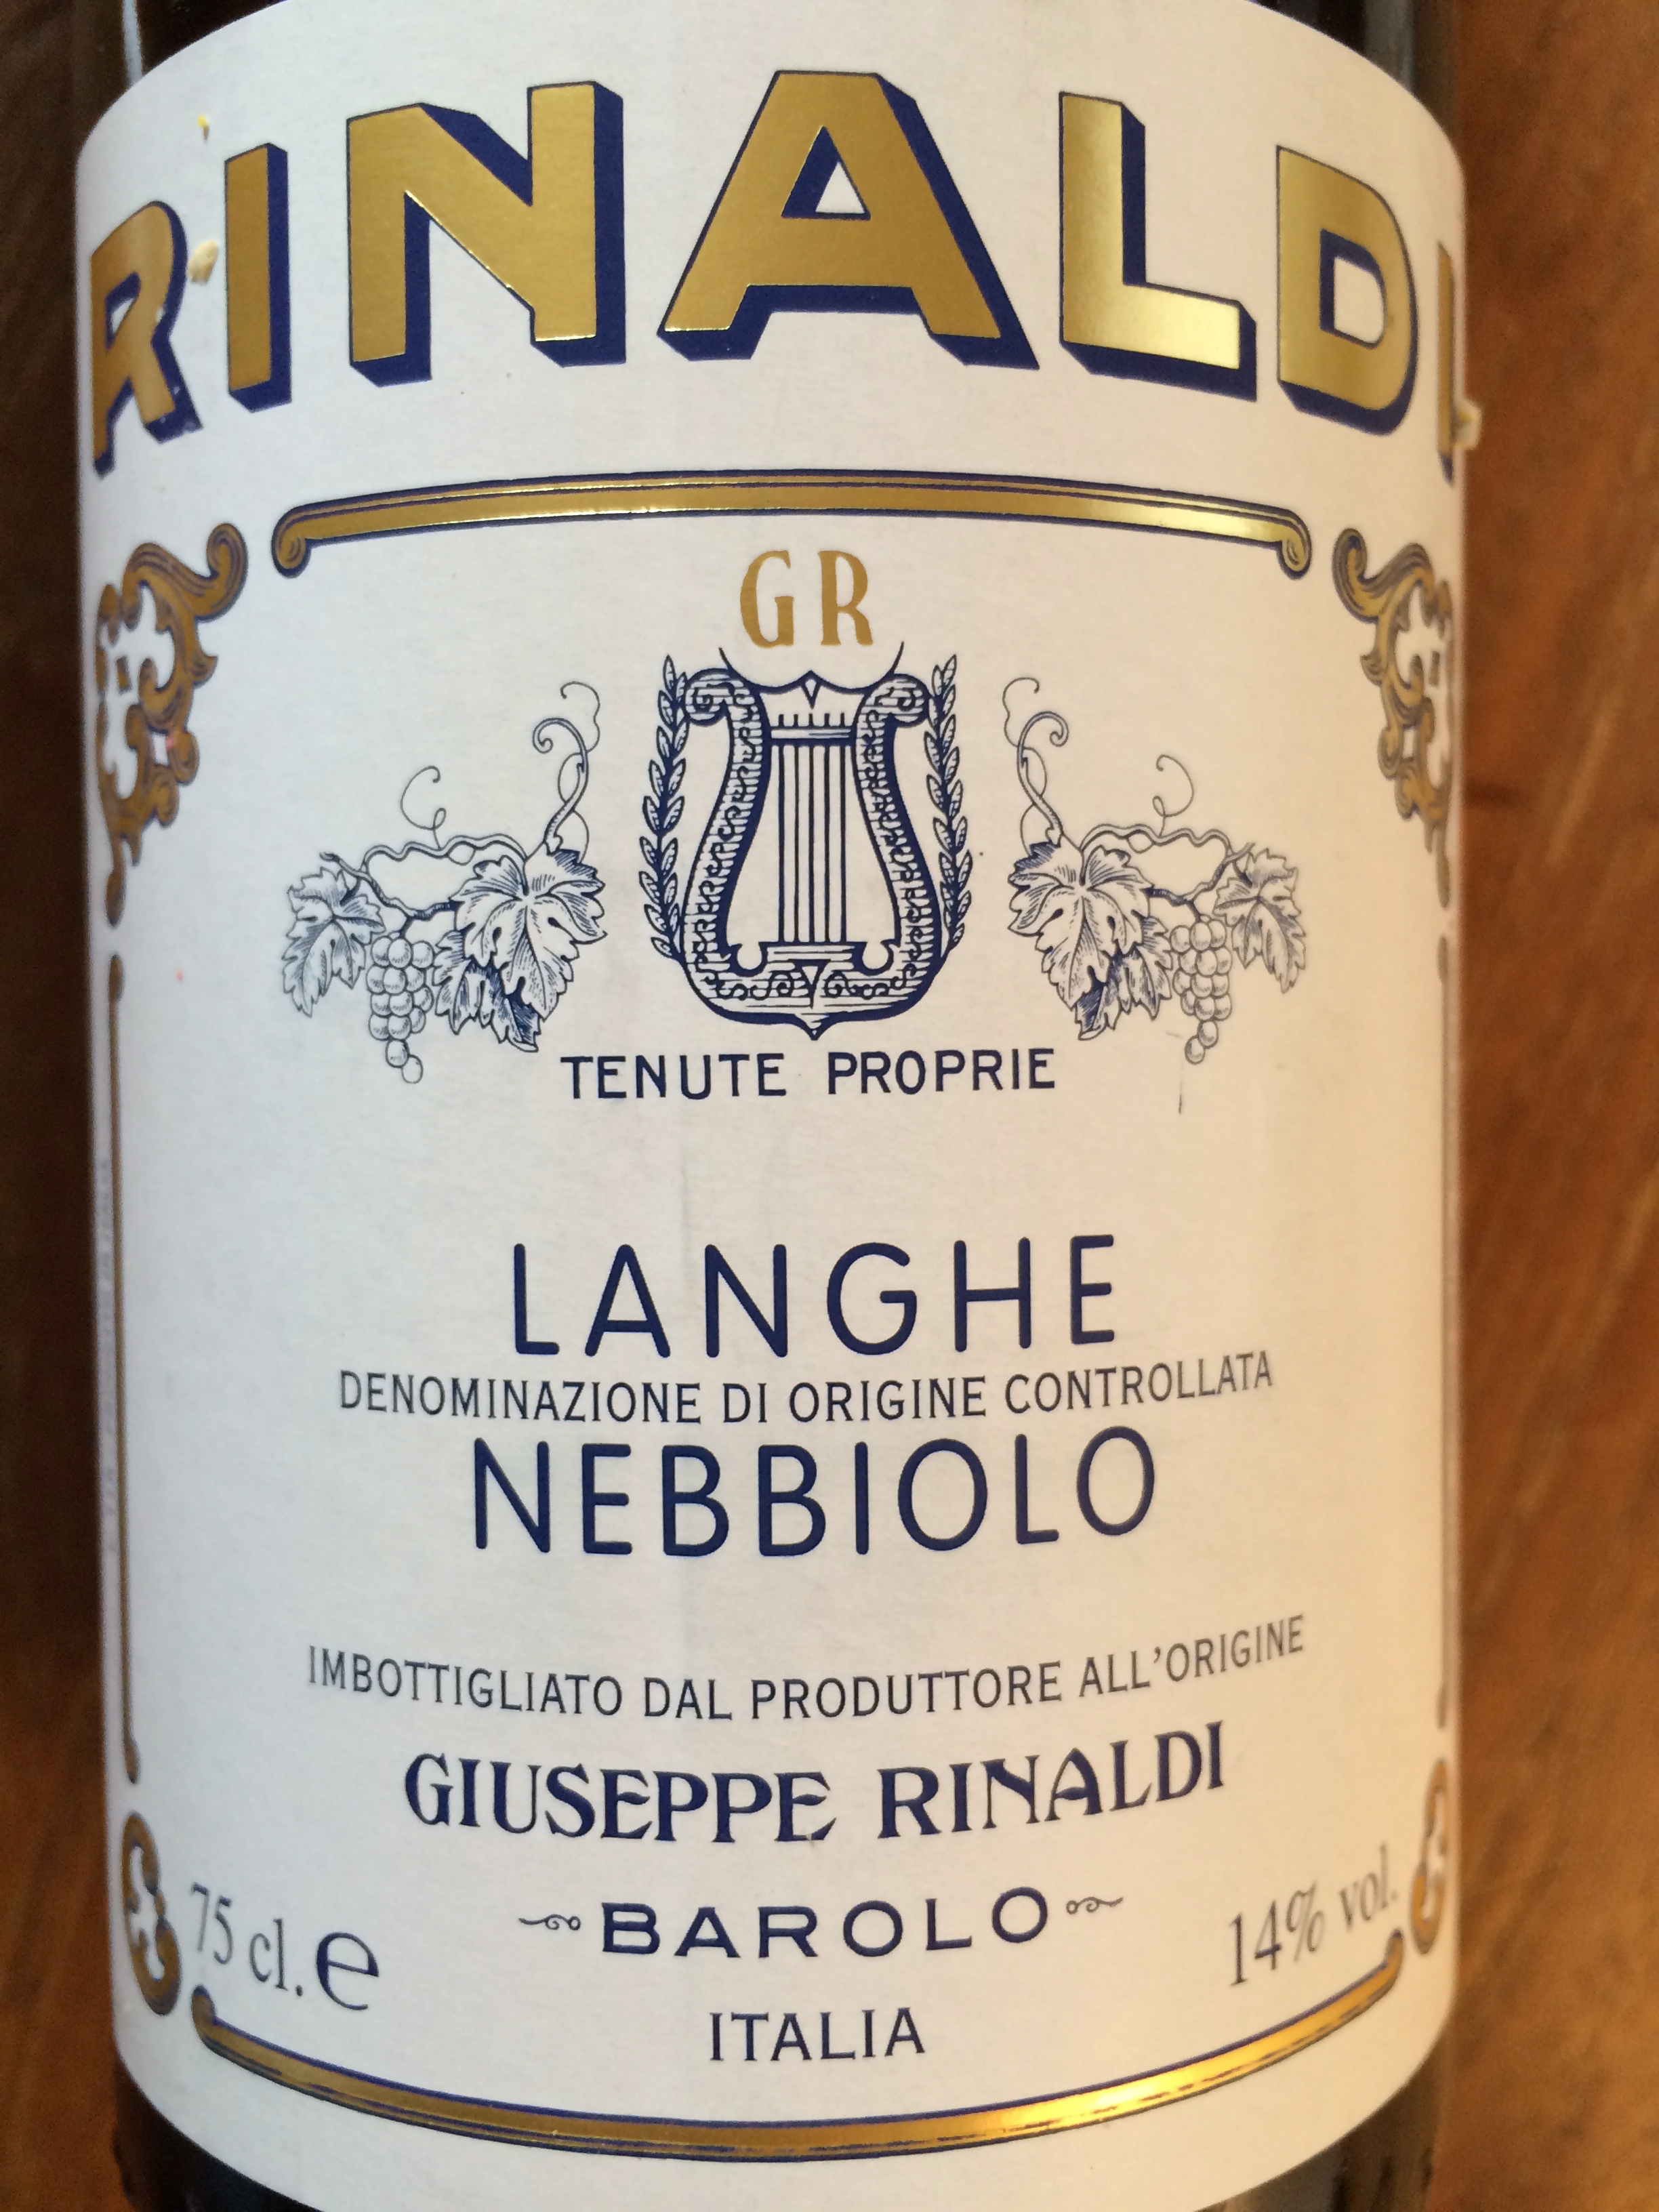 RINALDI
GR
TENUTE PROPRIE
LANGHE
DENOMINAZIONE DI ORIGINE CONTROLLATA
NEBBIOLO
IMBOTTIGLIATO DAL PRODUTTORE ALL'ORIGINE
GIUSEPPE RINALDI
BAROLO
75 cl. e
14% vol.
ITALIA